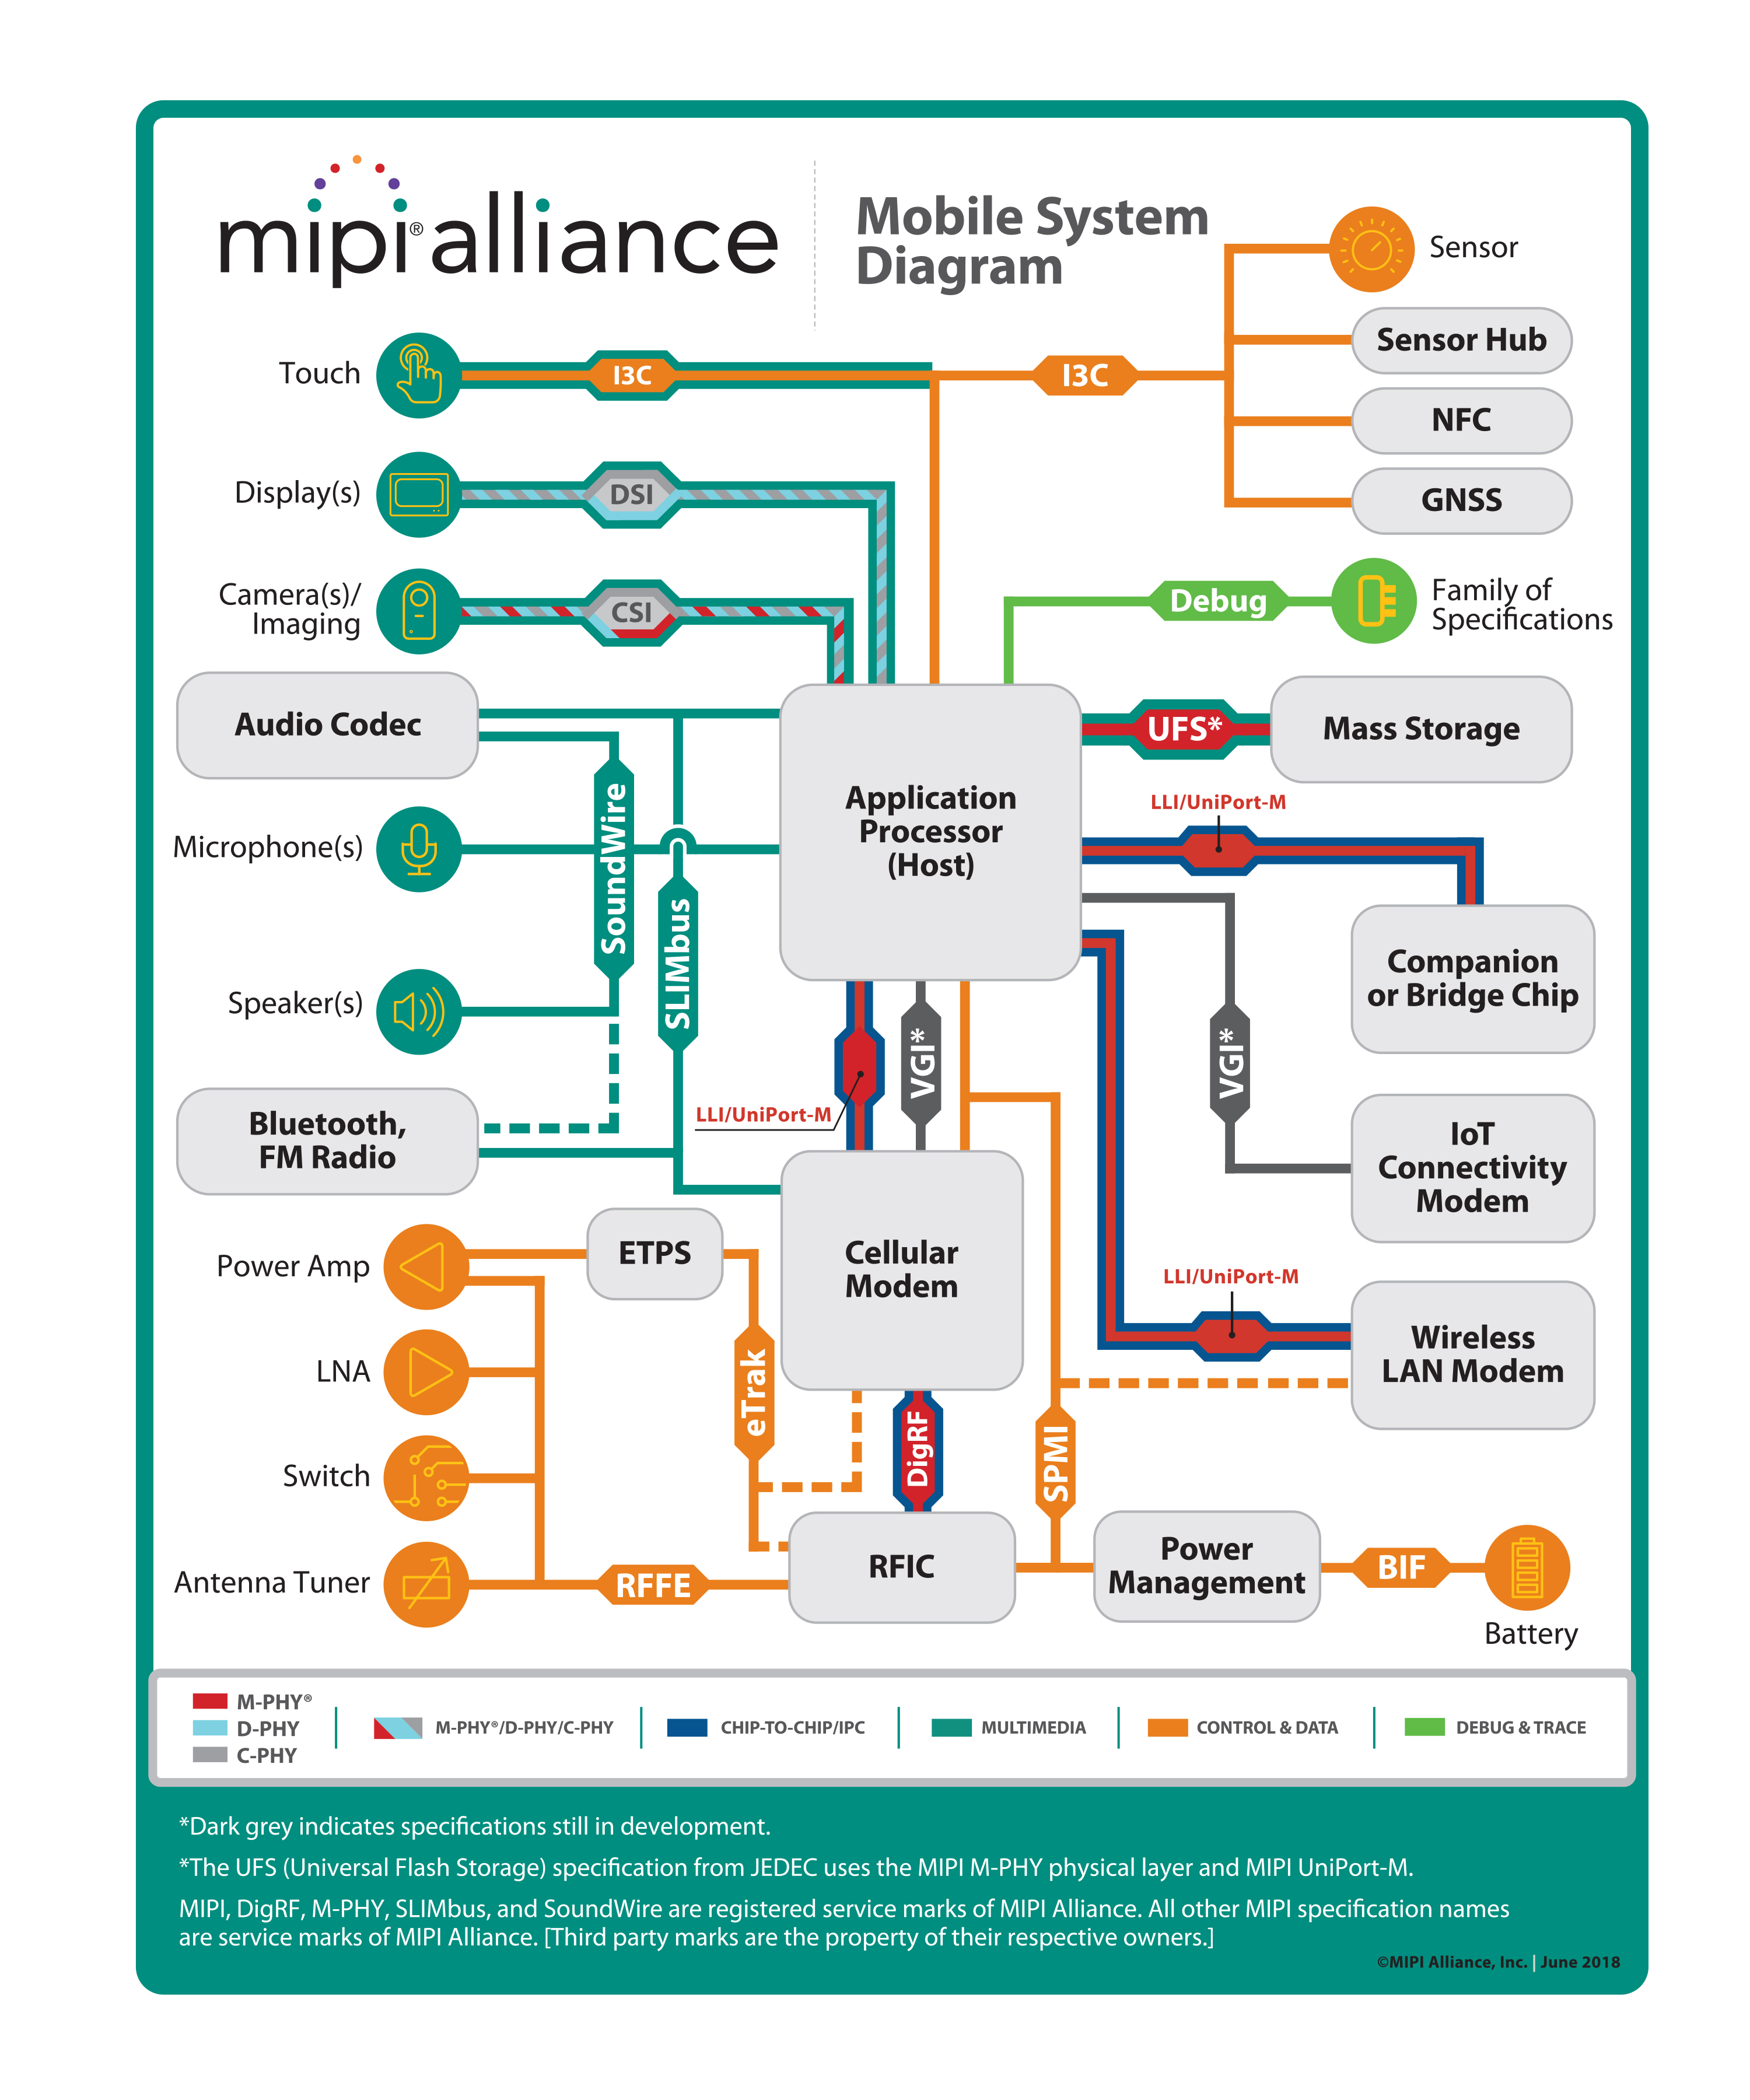 mipi® alliance
Mobile System
Diagram
Sensor
Sensor Hub
NFC
GNSS
Touch
I3C
I3C
Display(s)
DSI
Camera(s)/
Imaging
CSI
Debug
Family of
Specifications
Audio Codec
UFS*
Mass Storage
Application
Processor
(Host)
LLI/UniPort-M
Microphone(s)
SoundWire
SLIMbus
Companion
or Bridge Chip
Speaker(s)
VGI*
VGI*
LLI/UniPort-M
Bluetooth,
FM Radio
IoT
Connectivity
Modem
Power Amp
ETPS
Cellular
Modem
LLI/UniPort-M
Wireless
LAN Modem
LNA
eTrak
DigRF
SPMI
Switch
Antenna Tuner
RFFE
RFIC
Power
Management
BIF
Battery
M-PHY®
D-PHY
C-PHY
M-PHY®/D-PHY/C-PHY
CHIP-TO-CHIP/IPC
MULTIMEDIA
CONTROL & DATA
DEBUG & TRACE
*Dark grey indicates specifications still in development.
*The UFS (Universal Flash Storage) specification from JEDEC uses the MIPI M-PHY physical layer and MIPI UniPort-M.
MIPI, DigRF, M-PHY, SLIMbus, and SoundWire are registered service marks of MIPI Alliance. All other MIPI specification names
are service marks of MIPI Alliance. [Third party marks are the property of their respective owners.]
©MIPI Alliance, Inc. | June 2018